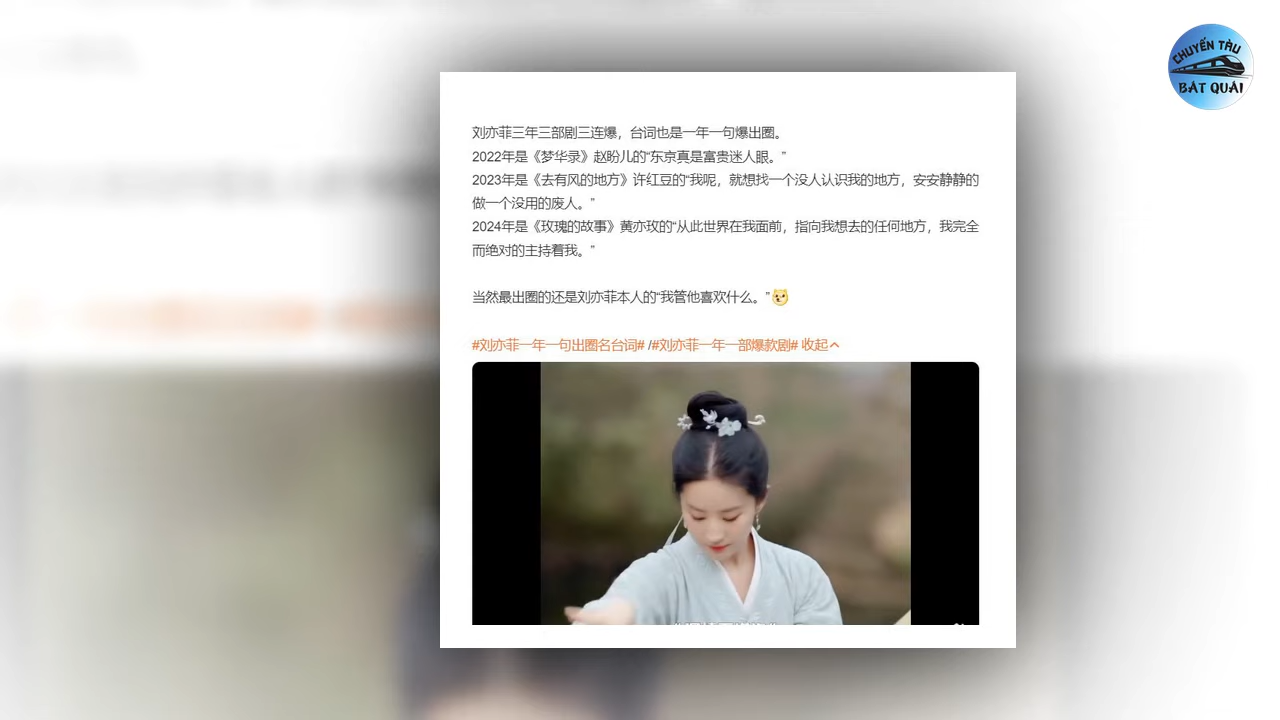 CHUYẾN TÀU
BÁT QUÁI
刘亦菲三年三部剧三连爆，台词也是一年一句爆出圈。
2022年是《梦华录》赵盼儿的“东京真是富贵迷人眼。”
2023年是《去有风的地方》许红豆的“我呢，就想找一个没人认识我的地方，安安静静的
做一个没用的废人。”
2024年是《玫瑰的故事》黄亦玫的“从此世界在我面前，指向我想去的任何地方，我完全
而绝对的主持着我。”
当然最出圈的还是刘亦菲本人的“我管他喜欢什么。”
#刘亦菲一年一句出圈名台词# /#刘亦菲一年一部爆款剧# 收起